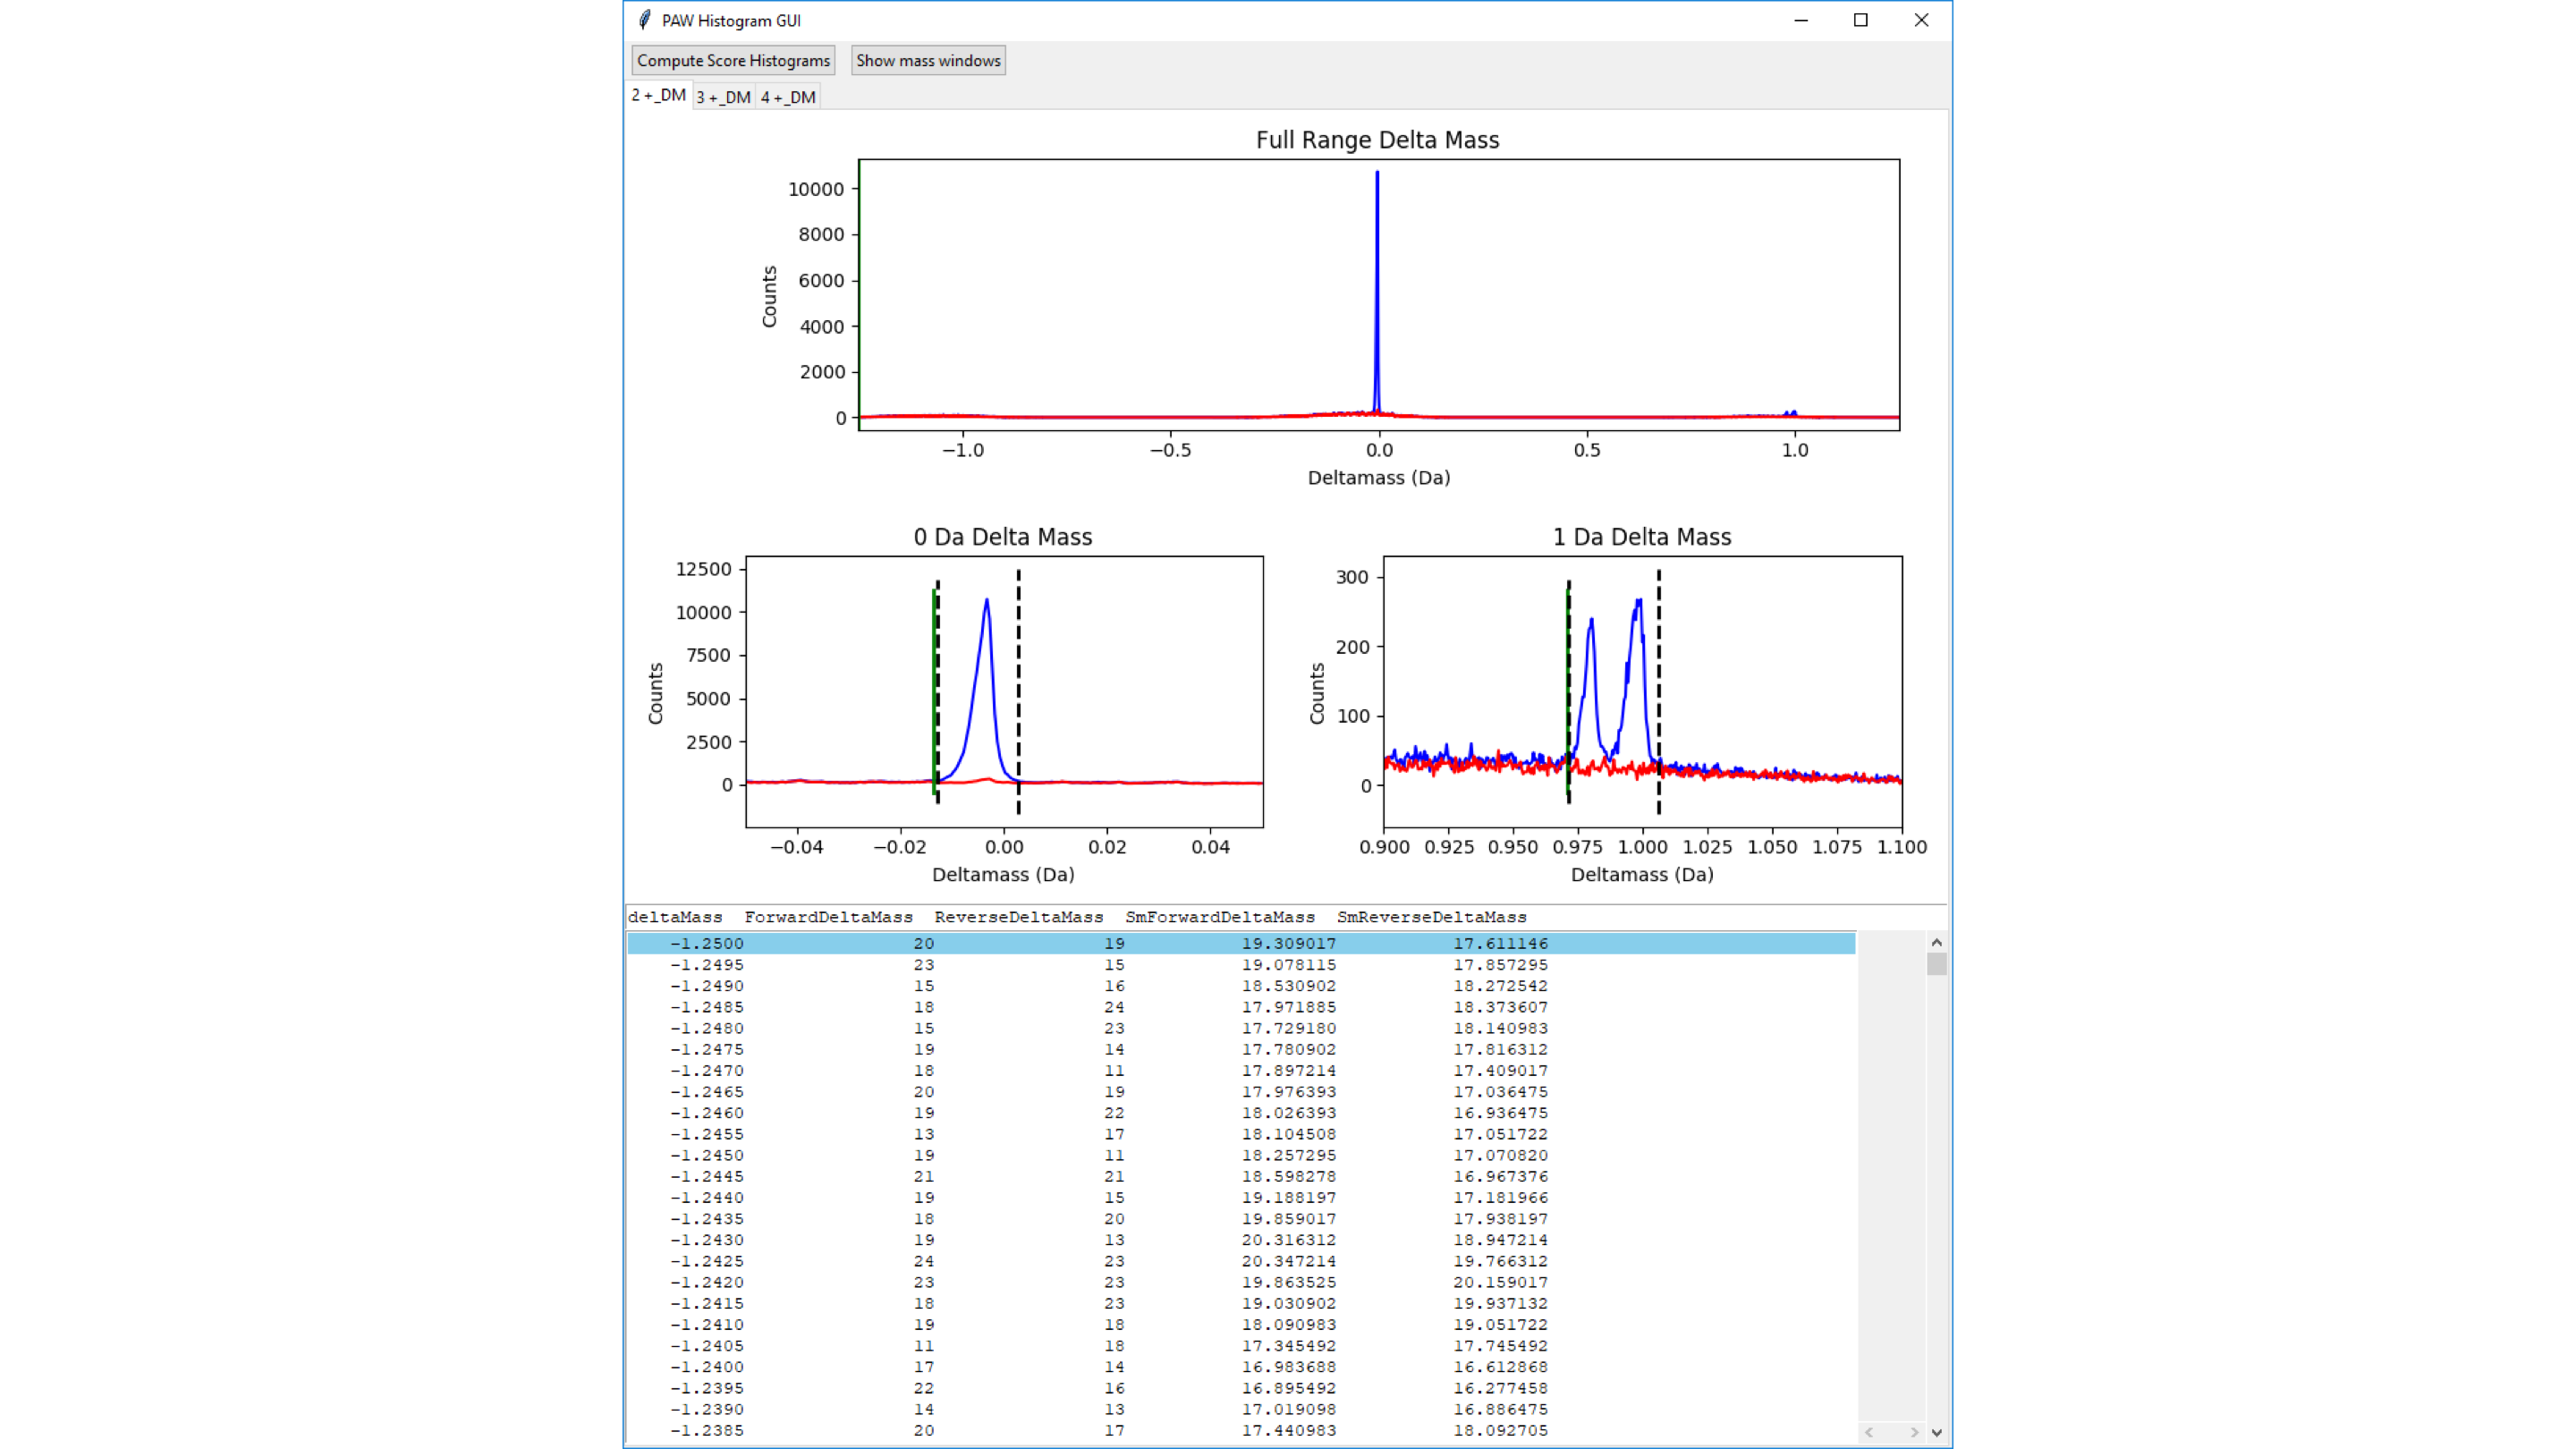 PAW Histogram GUI
Compute Score Histograms Show mass windows
2 +_DM 3 +_DM 4 +_DM
Full Range Delta Mass
10000
8000
6000
4000
2000
0
Counts
−1.0 −0.5 0.0 0.5 1.0
Deltamass (Da)
0 Da Delta Mass
12500
10000
7500
5000
2500
0
Counts
−0.04 −0.02 0.00 0.02 0.04
Deltamass (Da)
1 Da Delta Mass
300
200
100
0
Counts
0.900 0.925 0.950 0.975 1.000 1.025 1.050 1.075 1.100
Deltamass (Da)
deltaMass ForwardDeltaMass ReverseDeltaMass SmForwardDeltaMass SmReverseDeltaMass
-1.2500 20 19 19.309017 17.611146
-1.2495 23 15 19.078115 17.857295
-1.2490 15 16 18.530902 18.272542
-1.2485 18 24 17.971885 18.373607
-1.2480 15 23 17.729180 18.140983
-1.2475 19 14 17.780902 17.816312
-1.2470 18 11 17.897214 17.409017
-1.2465 20 19 17.976393 17.036475
-1.2460 19 22 18.026393 16.936475
-1.2455 13 17 18.104508 17.051722
-1.2450 19 11 18.257295 17.070820
-1.2445 21 21 18.598278 16.967376
-1.2440 19 15 19.188197 17.181966
-1.2435 18 20 19.859017 17.938197
-1.2430 19 13 20.316312 18.947214
-1.2425 24 23 20.347214 19.766312
-1.2420 23 23 19.863525 20.159017
-1.2415 18 23 19.030902 19.937132
-1.2410 19 18 18.090983 19.051722
-1.2405 11 18 17.345492 17.745492
-1.2400 17 14 16.983688 16.612868
-1.2395 22 16 16.895492 16.277458
-1.2390 14 13 17.019098 16.886475
-1.2385 20 17 17.440983 18.092705